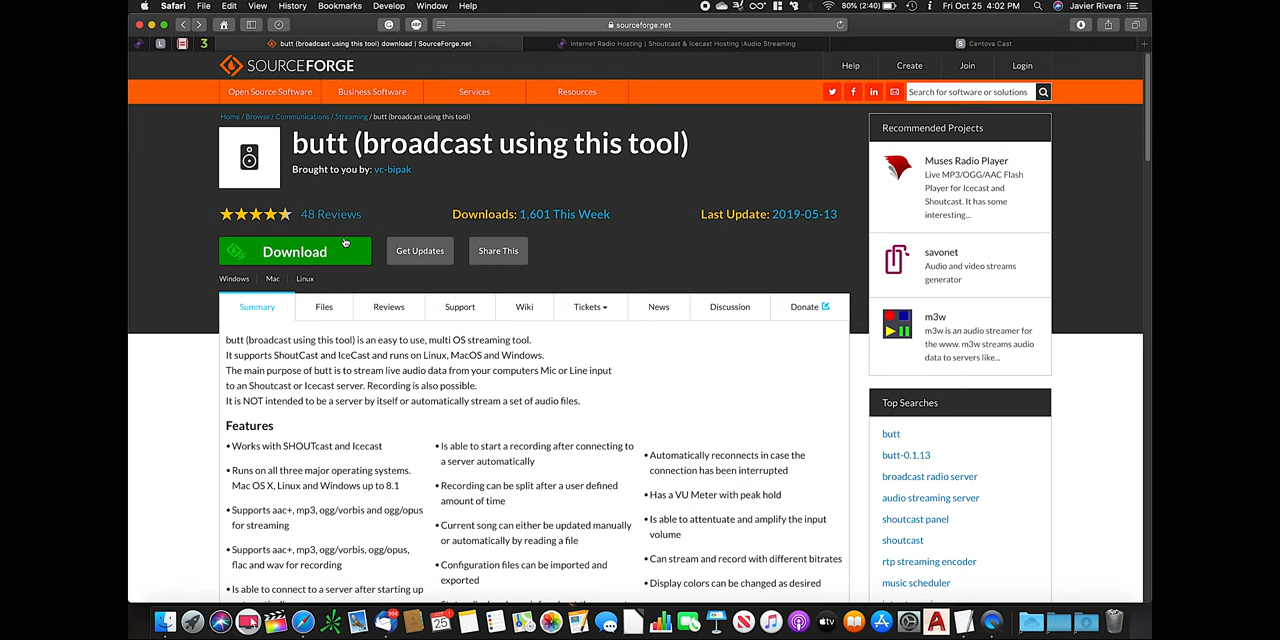 Safari File Edit View History Bookmarks Develop Window Help 80% (2:40) Fri Oct 25 4:02 PM Javier Rivera
sourceforge.net
L 3 butt (broadcast using this tool) download | SourceForge.net Internet Radio Hosting | Shoutcast & Icecast Hosting |Audio Streaming S Centova Cast
SOURCEFORGE Help Create Join Login
Open Source Software Business Software Services Resources Search for software or solutions
Home / Browse / Communications / Streaming / butt (broadcast using this tool)
butt (broadcast using this tool)
Brought to you by: vc-bipak
48 Reviews Downloads: 1,601 This Week Last Update: 2019-05-13
Download Get Updates Share This
Windows Mac Linux
Summary Files Reviews Support Wiki Tickets News Discussion Donate
butt (broadcast using this tool) is an easy to use, multi OS streaming tool.
It supports ShoutCast and IceCast and runs on Linux, MacOS and Windows.
The main purpose of butt is to stream live audio data from your computers Mic or Line input
to an Shoutcast or Icecast server. Recording is also possible.
It is NOT intended to be a server by itself or automatically stream a set of audio files.
Features
• Works with SHOUTcast and Icecast
• Runs on all three major operating systems.
Mac OS X, Linux and Windows up to 8.1
• Supports aac+, mp3, ogg/vorbis and ogg/opus
for streaming
• Supports aac+, mp3, ogg/vorbis, ogg/opus,
flac and wav for recording
• Is able to connect to a server after starting up
• Is able to start a recording after connecting to
a server automatically
• Recording can be split after a user defined
amount of time
• Current song can either be updated manually
or automatically by reading a file
• Configuration files can be imported and
exported
• Automatically reconnects in case the
connection has been interrupted
• Has a VU Meter with peak hold
• Is able to attentuate and amplify the input
volume
• Can stream and record with different bitrates
• Display colors can be changed as desired
Recommended Projects
Muses Radio Player
Live MP3/OGG/AAC Flash
Player for Icecast and
Shoutcast. It has some
interesting...
savonet
Audio and video streams
generator
m3w
m3w is an audio streamer for
the www. m3w streams audio
data to servers like...
Top Searches
butt
butt-0.1.13
broadcast radio server
audio streaming server
shoutcast panel
shoutcast
rtp streaming encoder
music scheduler
25 tv A